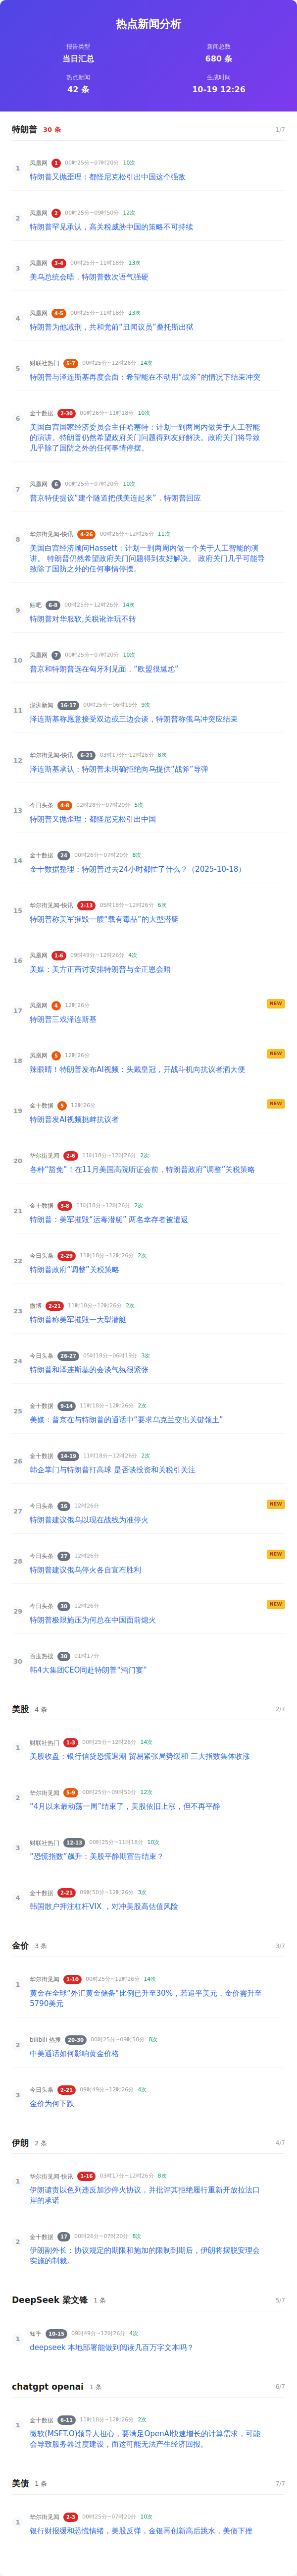 热点新闻分析
报告类型 新闻总数
当日汇总 680 条
热点新闻 生成时间
42 条 10-19 12:26
特朗普 30 条 1/7
1 凤凰网 1 00时25分~07时20分 10次
特朗普又抛歪理：都怪尼克松引出中国这个强敌
2 凤凰网 2 00时25分~09时50分 12次
特朗普罕见承认，高关税威胁中国的策略不可持续
3 凤凰网 3-4 00时25分~11时18分 13次
美乌总统会晤，特朗普数次语气强硬
4 凤凰网 4-5 00时25分~11时18分 13次
特朗普为他减刑，共和党前“丑闻议员”桑托斯出狱
5 财联社热门 5-7 00时25分~12时26分 14次
特朗普与泽连斯基再度会面：希望能在不动用“战斧”的情况下结束冲突
6 金十数据 2-30 00时26分~11时18分 10次
美国白宫国家经济委员会主任哈塞特：计划一到两周内做关于人工智能
的演讲。特朗普仍然希望政府关门问题得到友好解决。政府关门将导致
几乎除了国防之外的任何事情停摆。
7 凤凰网 6 00时25分~07时20分 10次
普京特使提议“建个隧道把俄美连起来”，特朗普回应
8 华尔街见闻-快讯 4-26 00时26分~12时26分 11次
美国白宫经济顾问Hassett：计划一到两周内做一个关于人工智能的演
讲。 特朗普仍然希望政府关门问题得到友好解决。 政府关门几乎可能导
致除了国防之外的任何事情停摆。
9 贴吧 6-8 00时25分~12时26分 14次
特朗普对华服软,关税讹诈玩不转
10 凤凰网 7 00时25分~07时20分 10次
普京和特朗普选在匈牙利见面，“欧盟很尴尬”
11 澎湃新闻 16-17 00时25分~06时19分 9次
泽连斯基称愿意接受双边或三边会谈，特朗普称俄乌冲突应结束
12 华尔街见闻-快讯 6-21 03时17分~12时26分 8次
泽连斯基承认：特朗普未明确拒绝向乌提供“战斧”导弹
13 今日头条 4-8 02时28分~07时20分 5次
特朗普又抛歪理：都怪尼克松引出中国
14 金十数据 24 00时26分~07时20分 8次
金十数据整理：特朗普过去24小时都忙了什么？（2025-10-18）
15 华尔街见闻-快讯 2-13 05时18分~12时26分 6次
特朗普称美军摧毁一艘“载有毒品”的大型潜艇
16 凤凰网 1-6 09时49分~12时26分 4次
美媒：美方正商讨安排特朗普与金正恩会晤
17 凤凰网 4 12时26分 NEW
特朗普三戏泽连斯基
18 凤凰网 5 12时26分 NEW
辣眼睛！特朗普发布AI视频：头戴皇冠，开战斗机向抗议者洒大便
19 金十数据 5 12时26分 NEW
特朗普发AI视频挑衅抗议者
20 华尔街见闻 2-6 11时18分~12时26分 2次
各种“豁免”！在11月美国高院听证会前，特朗普政府“调整”关税策略
21 金十数据 3-8 11时18分~12时26分 2次
特朗普：美军摧毁“运毒潜艇” 两名幸存者被遣返
22 今日头条 2-29 11时18分~12时26分 2次
特朗普政府“调整”关税策略
23 微博 2-21 11时18分~12时26分 2次
特朗普称美军摧毁一大型潜艇
24 今日头条 26-27 05时18分~06时19分 3次
特朗普和泽连斯基的会谈气氛很紧张
25 金十数据 9-14 11时18分~12时26分 2次
美媒：普京在与特朗普的通话中“要求乌克兰交出关键领土”
26 金十数据 14-19 11时18分~12时26分 2次
韩企掌门与特朗普打高球 是否谈投资和关税引关注
27 今日头条 16 12时26分 NEW
特朗普建议俄乌以现在战线为准停火
28 今日头条 27 12时26分 NEW
特朗普建议俄乌停火各自宣布胜利
29 今日头条 30 12时26分 NEW
特朗普极限施压为何总在中国面前熄火
30 百度热搜 30 01时17分
韩4大集团CEO同赴特朗普“鸿门宴”
美股 4 条 2/7
1 财联社热门 1-3 00时25分~12时26分 14次
美股收盘：银行信贷恐慌退潮 贸易紧张局势缓和 三大指数集体收涨
2 华尔街见闻 5-9 00时25分~09时50分 12次
“4月以来最动荡一周”结束了，美股依旧上涨，但不再平静
3 财联社热门 12-13 00时25分~11时18分 10次
“恐慌指数”飙升：美股平静期宣告结束？
4 金十数据 2-21 09时50分~12时26分 3次
韩国散户押注杠杆VIX ，对冲美股高估值风险
金价 3 条 3/7
1 华尔街见闻 1-10 00时25分~12时26分 14次
黄金在全球“外汇黄金储备”比例已升至30%，若追平美元，金价需升至
5790美元
2 bilibili 热搜 20-30 00时25分~09时50分 8次
中美通话如何影响黄金价格
3 今日头条 2-21 09时49分~12时26分 4次
金价为何下跌
伊朗 2 条 4/7
1 华尔街见闻-快讯 1-16 03时17分~12时26分 8次
伊朗谴责以色列违反加沙停火协议，并批评其拒绝履行重新开放拉法口
岸的承诺
2 金十数据 17 00时26分~07时20分 8次
伊朗副外长：协议规定的期限和施加的限制到期后，伊朗将摆脱安理会
实施的制裁。
DeepSeek 梁文锋 1 条 5/7
1 知乎 10-15 09时49分~12时26分 4次
deepseek 本地部署能做到阅读几百万字文本吗？
chatgpt openai 1 条 6/7
1 金十数据 6-11 11时18分~12时26分 2次
微软(MSFT.O)领导人担心，要满足OpenAI快速增长的计算需求，可能
会导致服务器过度建设，而这可能无法产生经济回报。
美债 1 条 7/7
1 华尔街见闻 2-3 00时25分~07时20分 10次
银行财报缓和恐慌情绪，美股反弹，金银再创新高后跳水，美债下挫